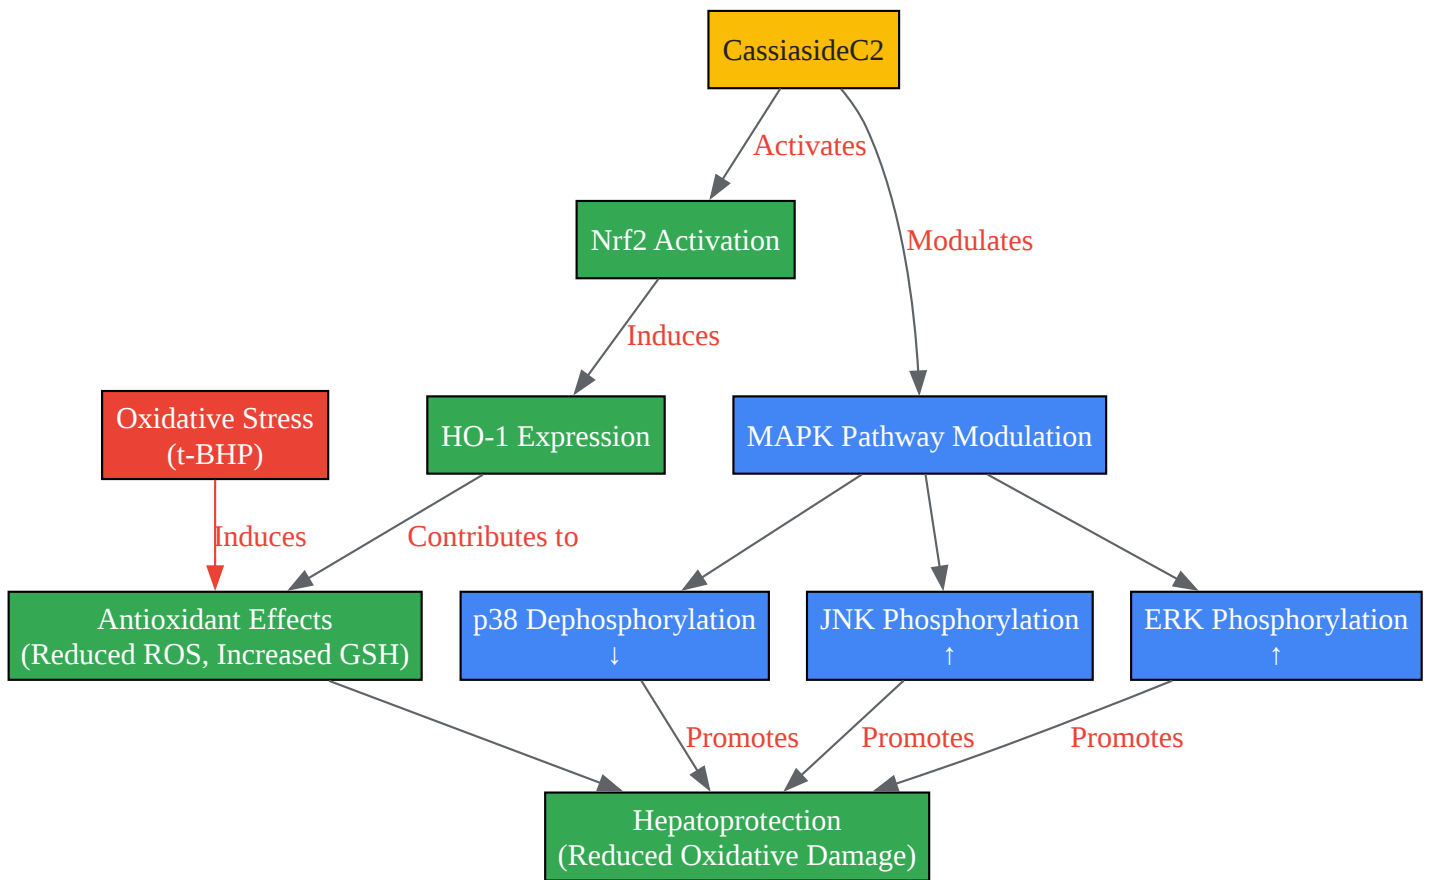 CassiasideC2
Activates
Nrf2 Activation
Modulates
Induces
Oxidative Stress
(t-BHP)
HO-1 Expression
MAPK Pathway Modulation
Induces
Contributes to
Antioxidant Effects
(Reduced ROS, Increased GSH)
p38 Dephosphorylation
↓
JNK Phosphorylation
↑
ERK Phosphorylation
↑
Promotes
Promotes
Promotes
Hepatoprotection
(Reduced Oxidative Damage)